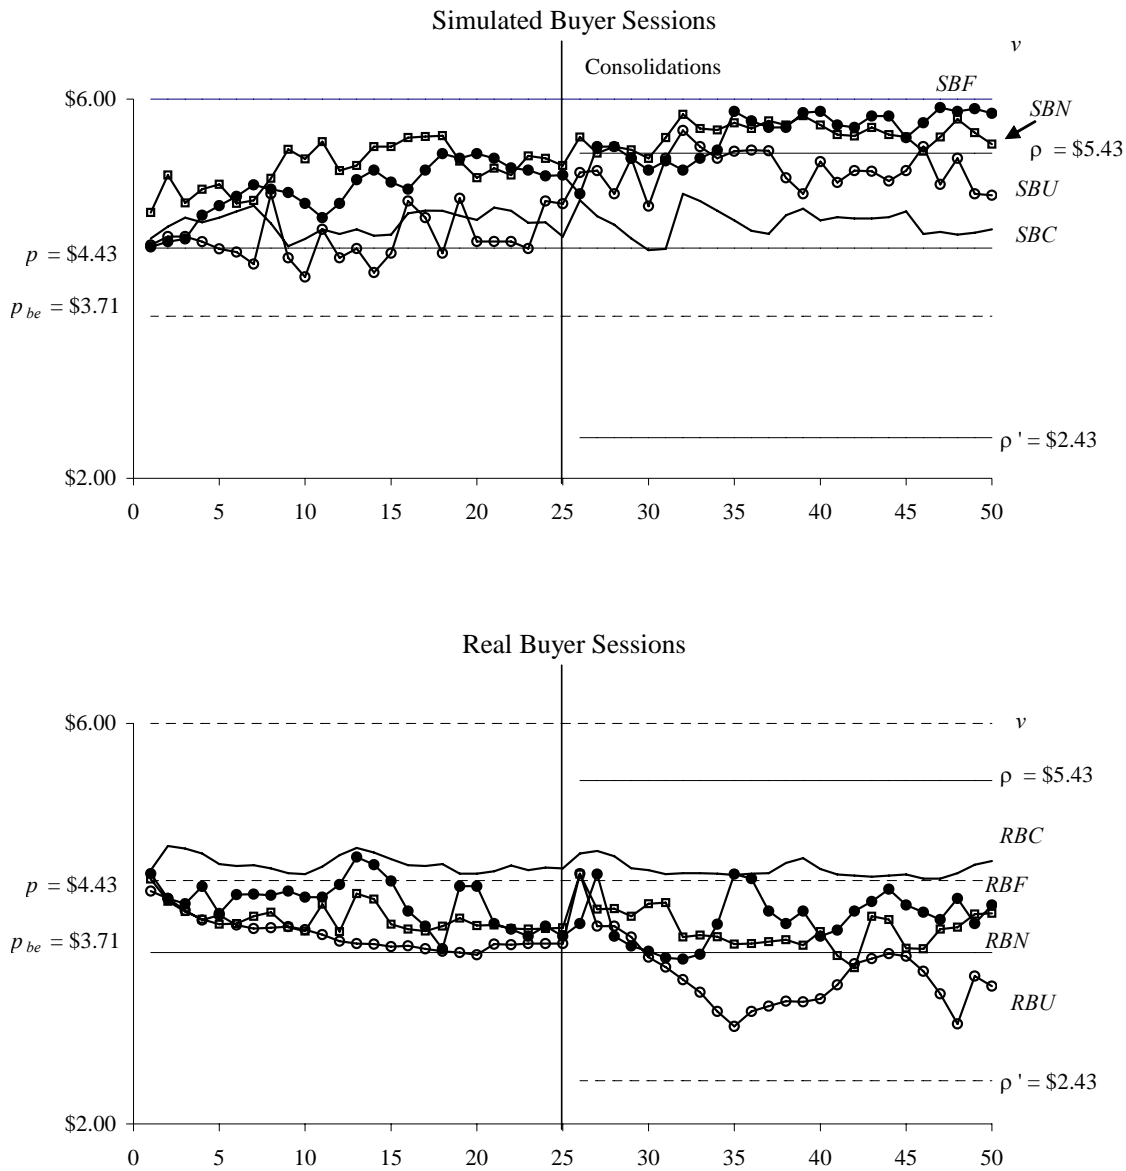 Simulated Buyer Sessions
v
Consolidations
$6.00
SBF
SBN
ρ = $5.43
SBU
SBC
p = $4.43
p be = $3.71
ρ ' = $2.43
$2.00
0 5 10 15 20 25 30 35 40 45 50
Real Buyer Sessions
$6.00
v
ρ = $5.43
RBC
p = $4.43
RBF
p be = $3.71
RBN
RBU
ρ ' = $2.43
$2.00
0 5 10 15 20 25 30 35 40 45 50